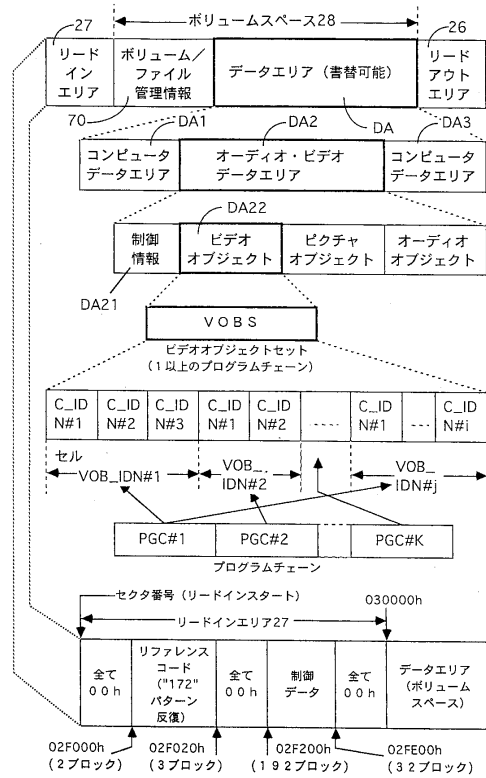 ボリュームスペース28
27
26
リード
イン
エリア
ボリューム／
ファイル
管理情報
データエリア（書替可能）
リード
アウト
エリア
70
DA1
DA2
DA
DA3
コンピュータ
データエリア
オーディオ・ビデオ
データエリア
コンピュータ
データエリア
DA22
制御
情報
ビデオ
オブジェクト
ピクチャ
オブジェクト
オーディオ
オブジェクト
DA21
ＶＯＢＳ
ビデオオブジェクトセット
(１以上のプログラムチェーン)
C_ID
N#1
C_ID
N#2
C_ID
N#3
C_ID
N#1
C_ID
N#2
C_ID
N#1
C_ID
N#i
セル
VOB_IDN#1
VOB_
IDN#2
VOB_
IDN#j
PGC#1
PGC#2
PGC#K
プログラムチェーン
セクタ番号（リードインスタート）
030000h
リードインエリア27
全て
００h
リファレンス
コード
("172"
パターン
反復)
全て
００h
制御
データ
全て
００h
データエリア
(ボリューム
スペース)
02F000h
(２ブロック)
02F020h
(３ブロック)
02F200h
(１９２ブロック)
02FE00h
(３２ブロック)